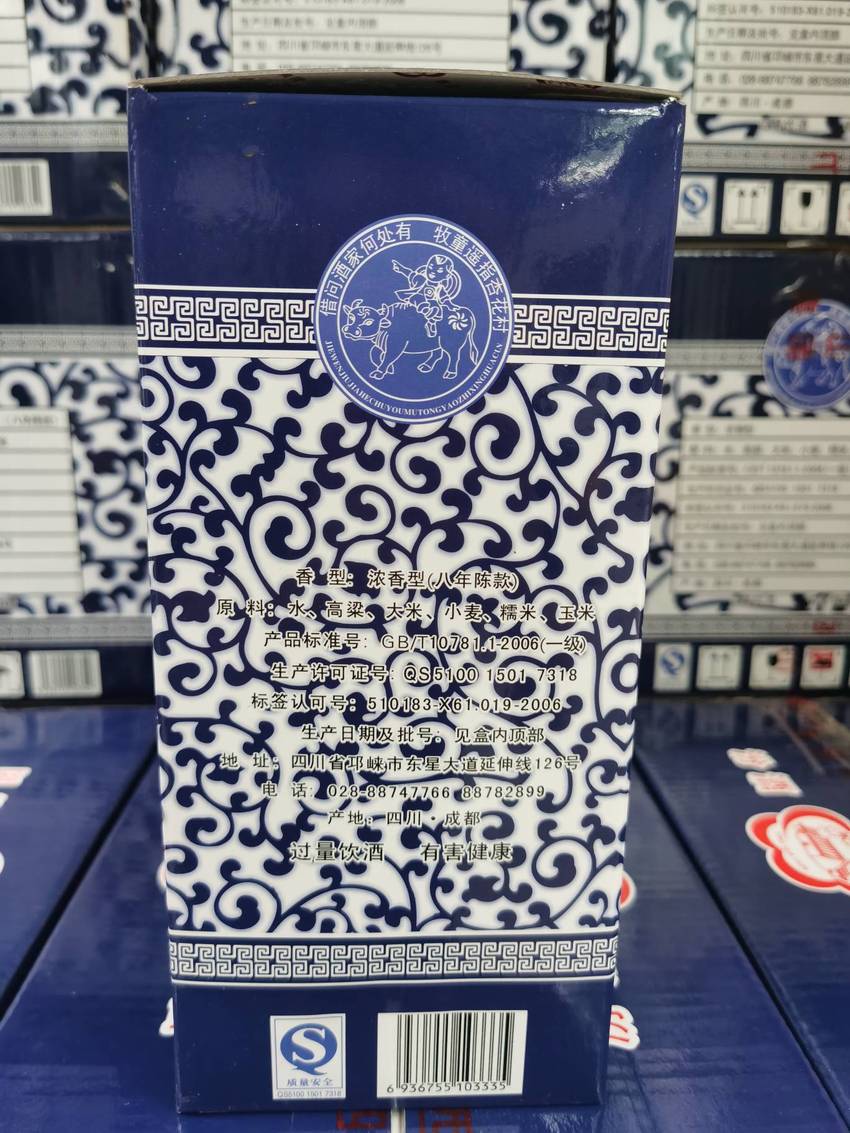 借问酒家何处有 牧童遥指杏花村
JIEWENJIUJIAHECHUYOUMUTONGYAOZHIXINGHUACUN
香 型: 浓香型(八年陈款)
原 料: 水、高粱、大米、小麦、糯米、玉米
产品标准号: GB/T10781.1-2006(一级)
生产许可证号: QS5100 1501 7318
标签认可号: 510183-X61.019-2006
生产日期及批号: 见盒内顶部
地 址: 四川省邛崃市东星大道延伸线126号
电 话: 028-88747766 88782899
产地: 四川·成都
过量饮酒 有害健康
质量安全
QS5100 1501 7318
6 936755 103335